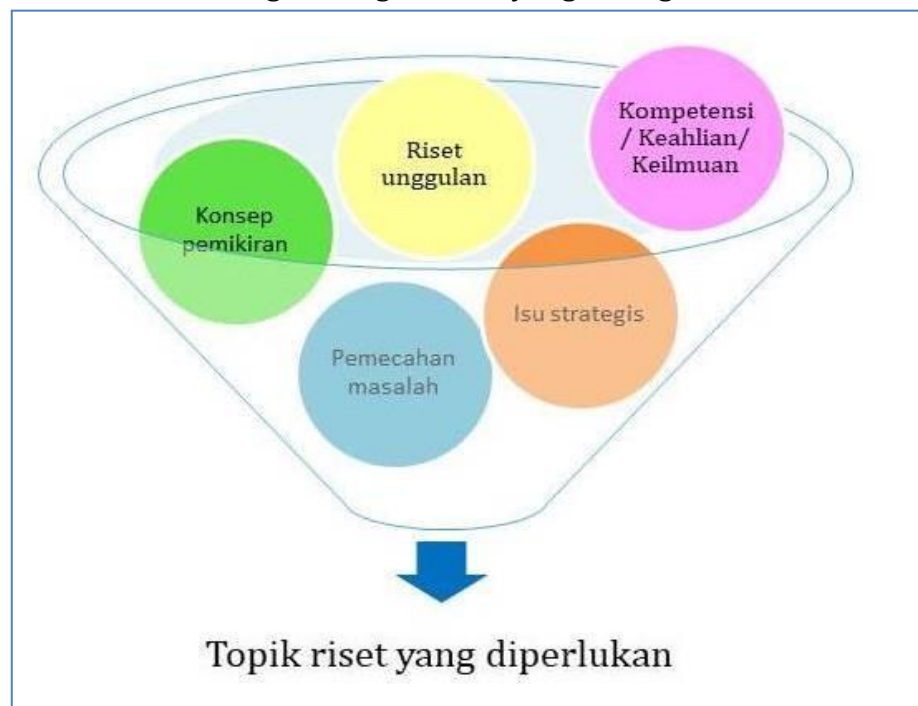 Kompetensi
/ Keahlian/
Keilmuan
Riset
unggulan
Konsep
pemikiran
Isu strategis
Pemecahan
masalah
Topik riset yang diperlukan